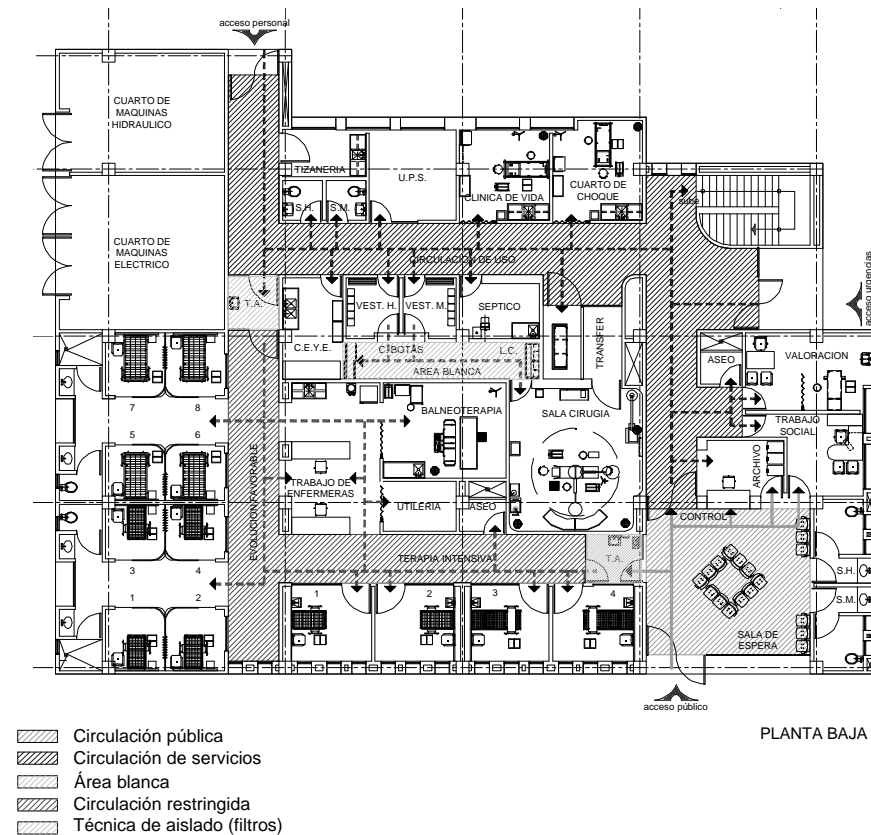 acceso personal
CUARTO DE
MAQUINAS
HIDRAULICO
TIZANERIA
U.P.S.
S.H.
S.M.
CLINICA DE VIDA
CUARTO DE
CHOQUE
sube
CUARTO DE
MAQUINAS
ELECTRICO
CIRCULACION DE USO
acceso urgencias
T.A.
VEST. H.
VEST. M.
SEPTICO
C.E.Y.E.
C.BOTAS
L.C.
AREA BLANCA
TRANSFER
ASEO
VALORACION
7
8
BALNEOTERAPIA
SALA CIRUGIA
TRABAJO
SOCIAL
5
6
EVOLUCION FAVORABLE
TRABAJO DE
ENFERMERAS
ARCHIVO
UTILERIA
ASEO
CONTROL
3
4
TERAPIA INTENSIVA
T.A.
S.H.
1
2
1
2
3
4
S.M.
SALA DE
ESPERA
acceso público
PLANTA BAJA
Circulación pública
Circulación de servicios
Área blanca
Circulación restringida
Técnica de aislado (filtros)